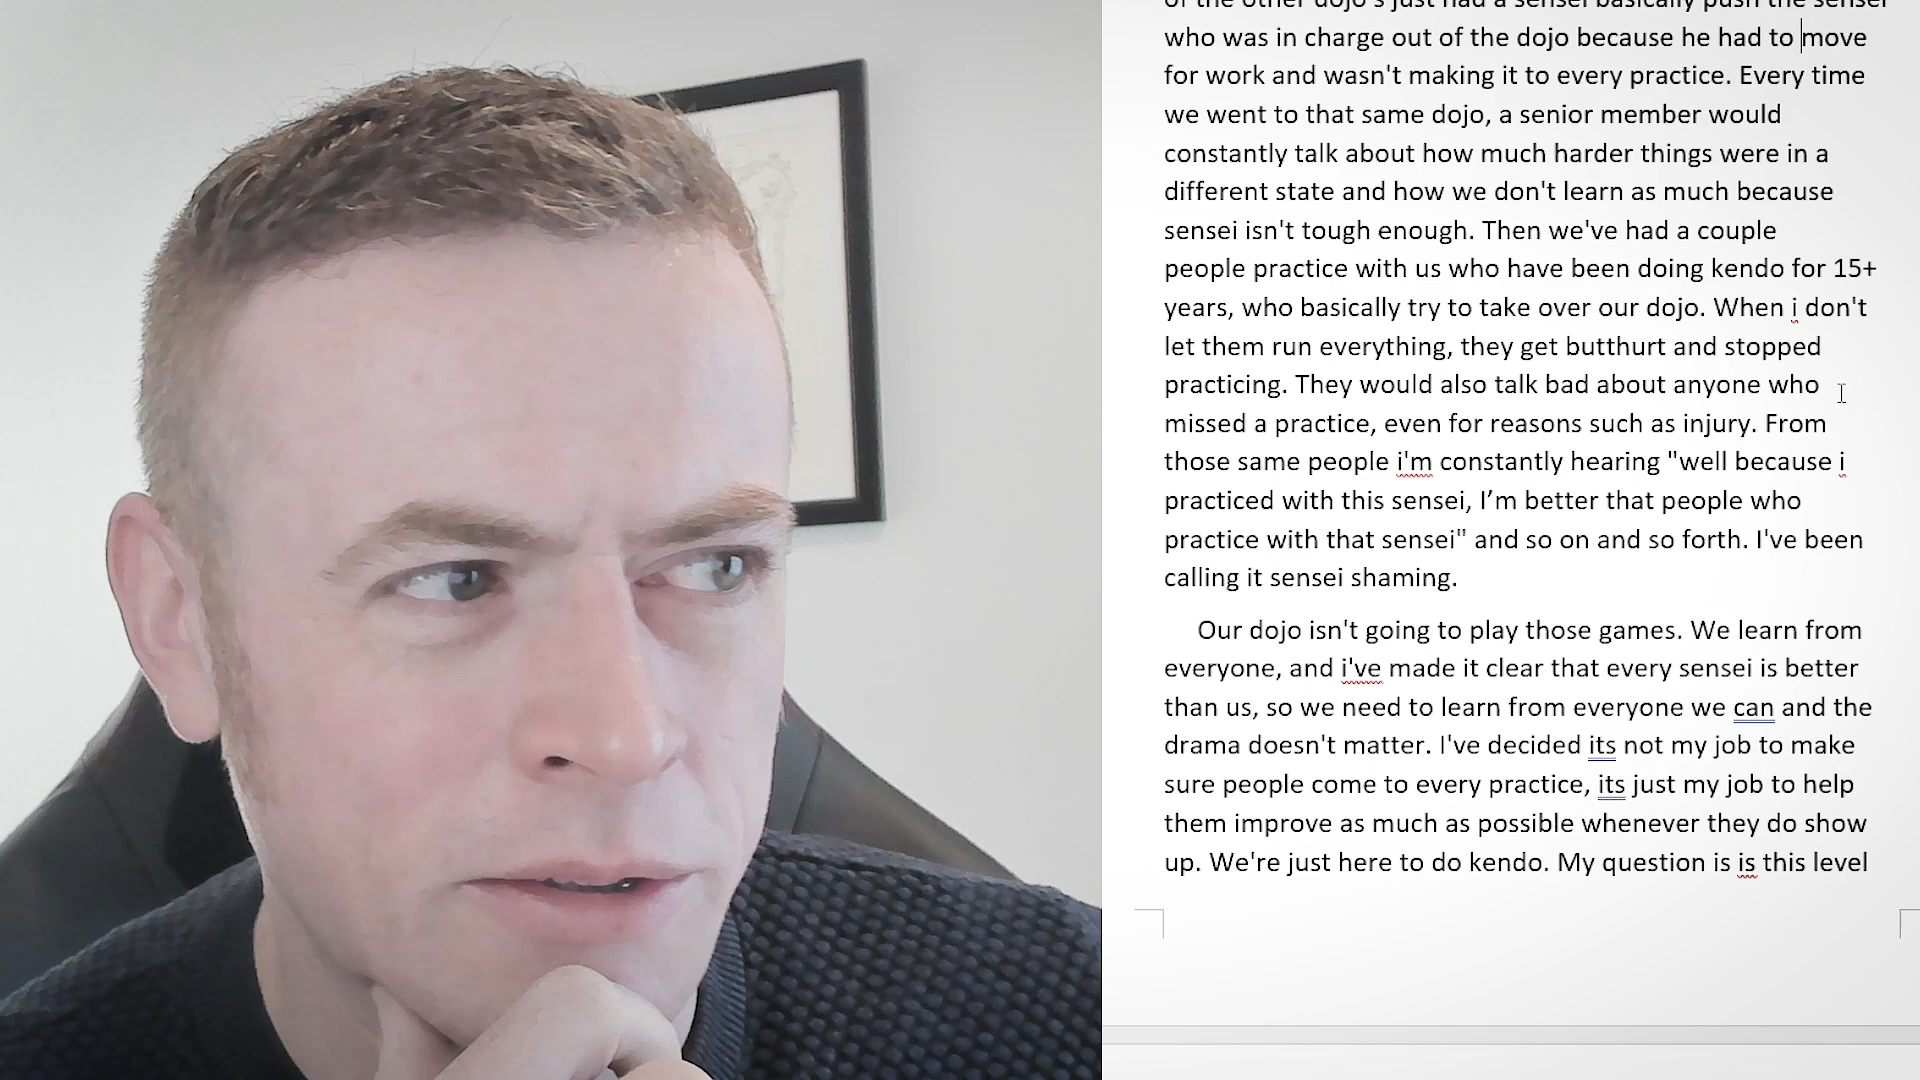 of the other dojo's just had a sensei basically push the sensei
who was in charge out of the dojo because he had to move
for work and wasn't making it to every practice. Every time
we went to that same dojo, a senior member would
constantly talk about how much harder things were in a
different state and how we don't learn as much because
sensei isn't tough enough. Then we've had a couple
people practice with us who have been doing kendo for 15+
years, who basically try to take over our dojo. When i don't
let them run everything, they get butthurt and stopped
practicing. They would also talk bad about anyone who
missed a practice, even for reasons such as injury. From
those same people i'm constantly hearing "well because i
practiced with this sensei, I’m better that people who
practice with that sensei" and so on and so forth. I've been
calling it sensei shaming.
Our dojo isn't going to play those games. We learn from
everyone, and i've made it clear that every sensei is better
than us, so we need to learn from everyone we can and the
drama doesn't matter. I've decided its not my job to make
sure people come to every practice, its just my job to help
them improve as much as possible whenever they do show
up. We're just here to do kendo. My question is is this level